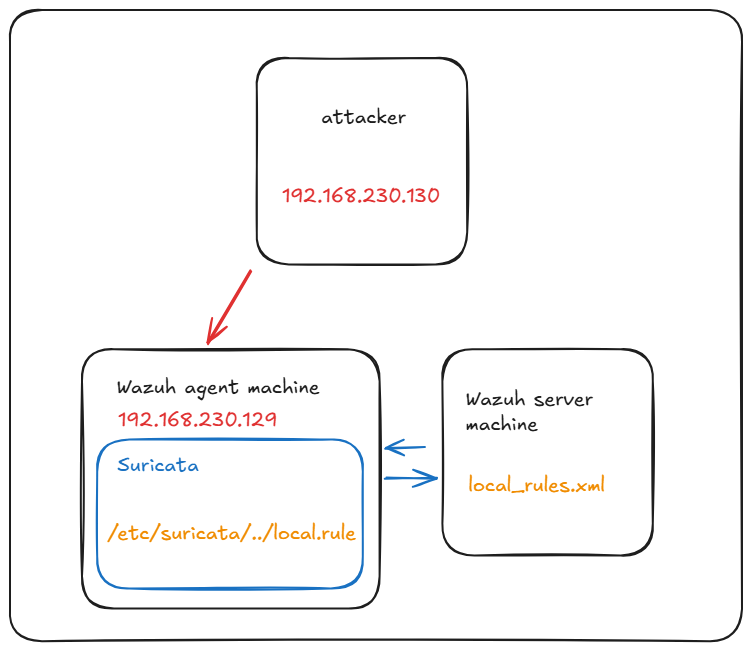 attacker
192.168.230.130
Wazuh agent machine
192.168.230.129
Suricata
/etc/suricata/../local.rule
Wazuh server
machine
local_rules.xml